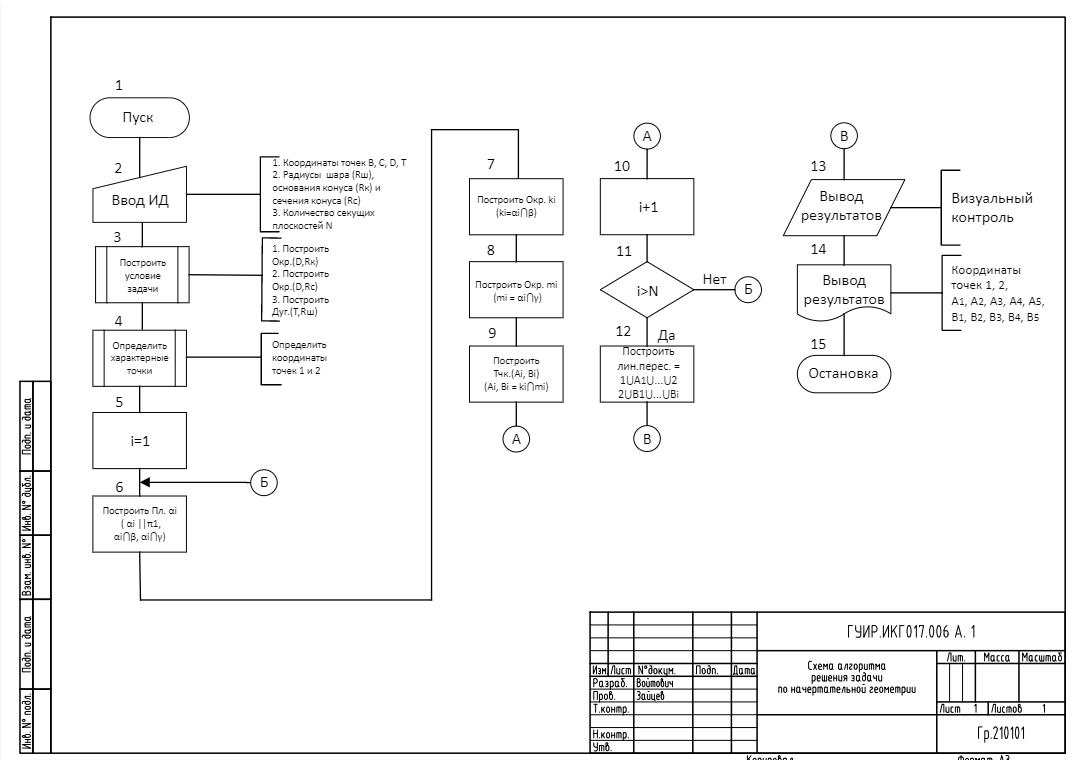 1
Пуск
2
Ввод ИД
1. Координаты точек B, C, D, T
2. Радиусы шара (Rш),
основания конуса (Rк) и
сечения конуса (Rc)
3. Количество секущих
плоскостей N
3
Построить
условие
задачи
1. Построить
Окр.(D,Rк)
2. Построить
Окр.(D,Rc)
3. Построить
Дуг.(T,Rш)
4
Определить
характерные
точки
Определить
координаты
точек 1 и 2
5
i=1
Б
6
Построить Пл. αi
( αi ||π1,
αi⋂β, αi⋂γ)
7
Построить Окр. ki
(ki=αi⋂β)
8
Построить Окр. mi
(mi = αi⋂γ)
9
Построить
Тчк.(Ai, Bi)
(Ai, Bi = ki⋂mi)
А
А
10
i+1
11
i>N
Нет
Б
12
Да
Построить
лин.перес. =
1⋃A1⋃...⋃2
2⋃B1⋃...⋃Bi
В
В
13
Вывод
результатов
Визуальный
контроль
14
Вывод
результатов
Координаты
точек 1, 2,
A1, A2, A3, A4, A5,
B1, B2, B3, B4, B5
15
Остановка
Подп. и дата
Инв. N° дубл.
Взам. инв. N°
Подп. и дата
Инв. N° подл.
ГУИР.ИКГ017.006 А. 1
Изм Лист N°докум. Подп. Дата
Разраб. Войтович
Пров. Зайцев
Т.контр.
Н.контр.
Утв.
Схема алгоритма
решения задачи
по начертательной геометрии
Лит. Масса Масштаб
Лист 1 Листов 1
Гр.210101
Копировал Формат А3